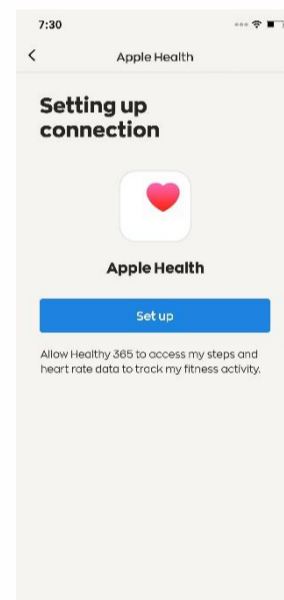 7:30
Apple Health
Setting up
connection
Apple Health
Set up
Allow Healthy 365 to access my steps and
heart rate data to track my fitness activity.